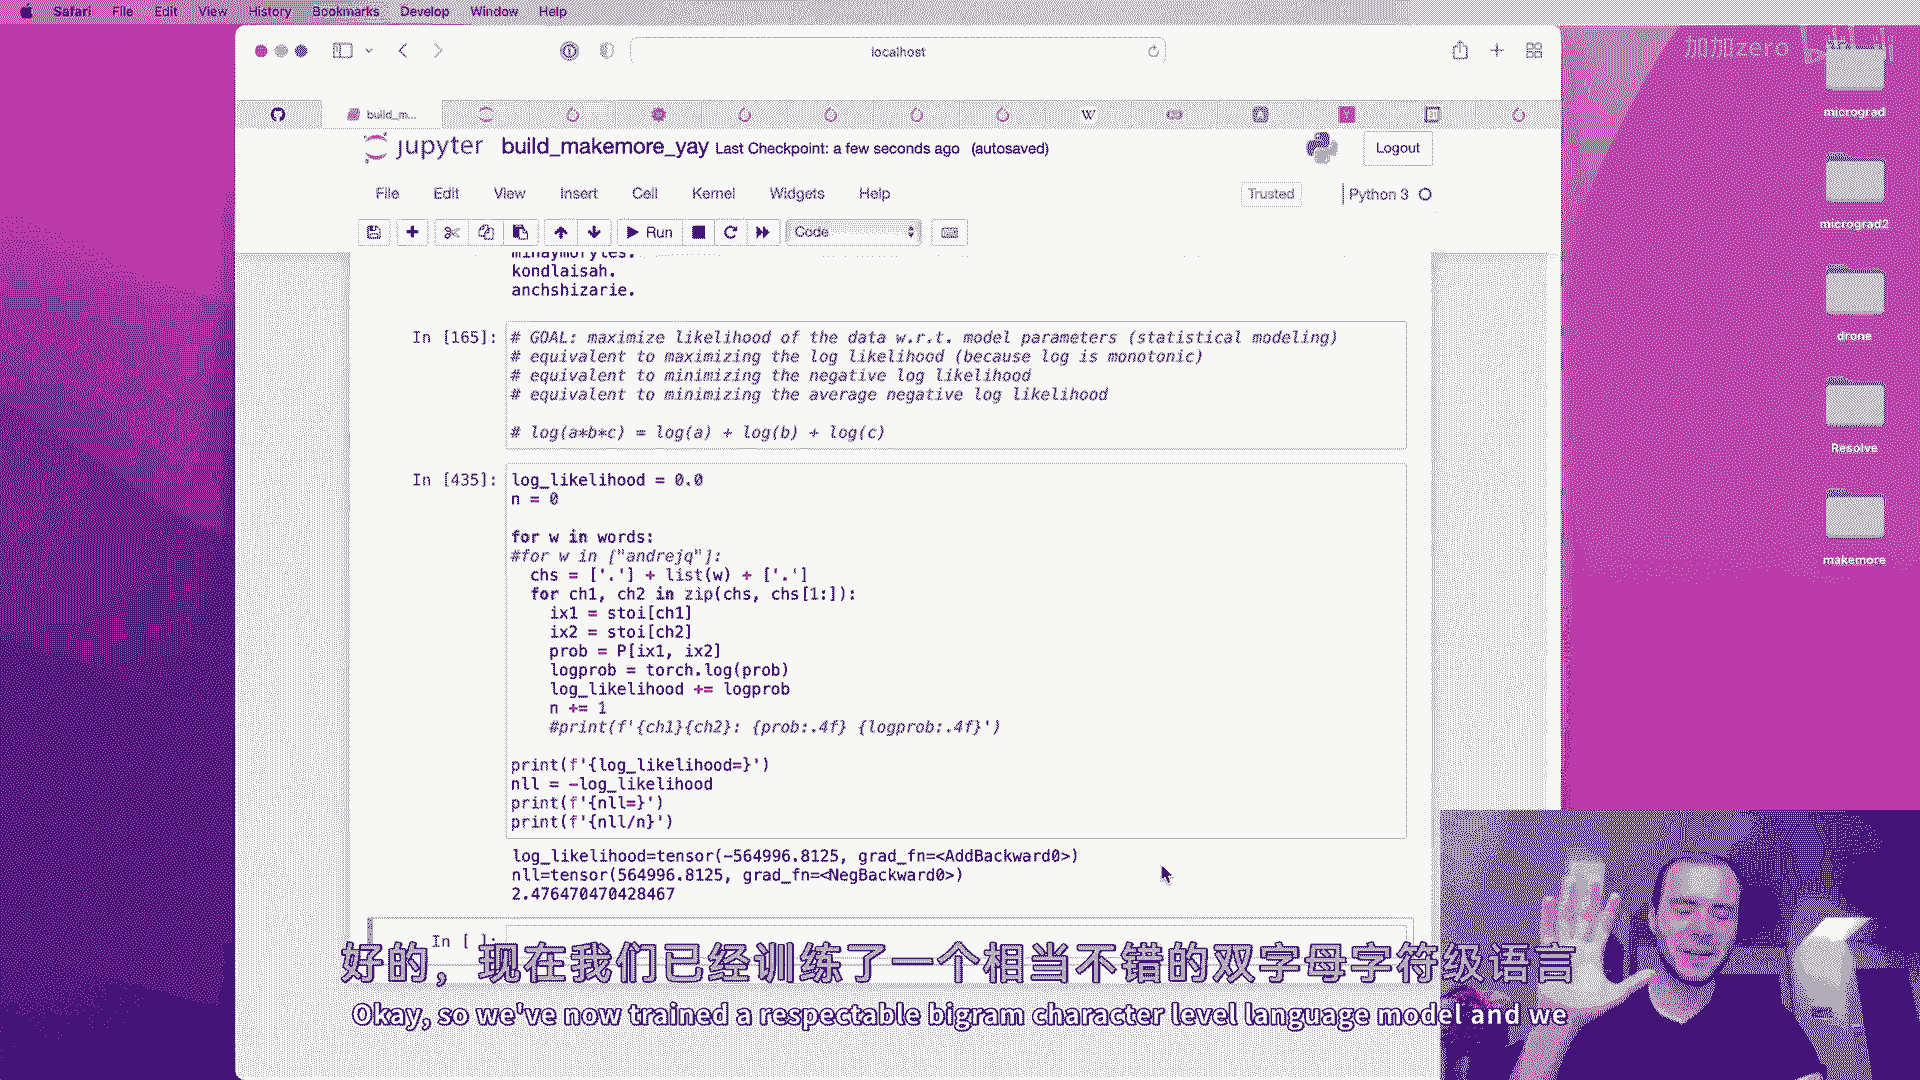 Safari File Edit View History Bookmarks Develop Window Help
localhost
加加zero
build_m...
W
jupyter build_makemore_yay Last Checkpoint: a few seconds ago (autosaved)
Logout
File Edit View Insert Cell Kernel Widgets Help
Trusted
Python 3
Run
Code
kondlaisah.
anchshizarie.
In [165]:
# GOAL: maximize likelihood of the data w.r.t. model parameters (statistical modeling)
# equivalent to maximizing the log likelihood (because log is monotonic)
# equivalent to minimizing the negative log likelihood
# equivalent to minimizing the average negative log likelihood
# log(a*b*c) = log(a) + log(b) + log(c)
In [435]:
log_likelihood = 0.0
n = 0
for w in words:
#for w in ["andrejq"]:
chs = ['.'] + list(w) + ['.']
for ch1, ch2 in zip(chs, chs[1:]):
ix1 = stoi[ch1]
ix2 = stoi[ch2]
prob = P[ix1, ix2]
logprob = torch.log(prob)
log_likelihood += logprob
n += 1
#print(f'{ch1}{ch2}: {prob:.4f} {logprob:.4f}')
print(f'{log_likelihood=}')
nll = -log_likelihood
print(f'{nll=}')
print(f'{nll/n}')
log_likelihood=tensor(-564996.8125, grad_fn=<AddBackward0>)
nll=tensor(564996.8125, grad_fn=<NegBackward0>)
2.476470470428467
In [ ]:
micrograd
micrograd2
drone
Resolve
makemore
好的，现在我们已经训练了一个相当不错的双字母字符级语言
Okay, so we've now trained a respectable bigram character level language model and we